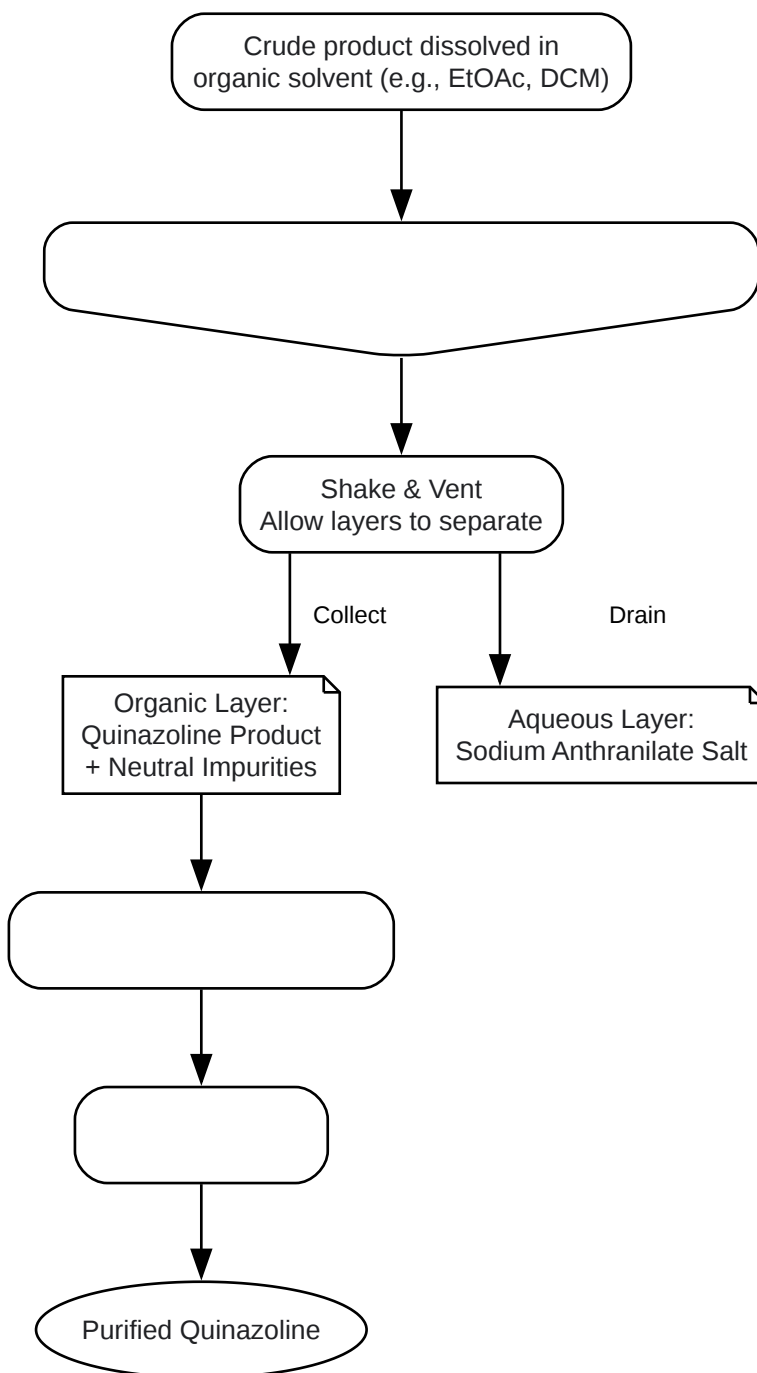 Crude product dissolved in
organic solvent (e.g., EtOAc, DCM)
Shake & Vent
Allow layers to separate
Collect
Drain
Organic Layer:
Quinazoline Product
+ Neutral Impurities
Aqueous Layer:
Sodium Anthranilate Salt
Purified Quinazoline